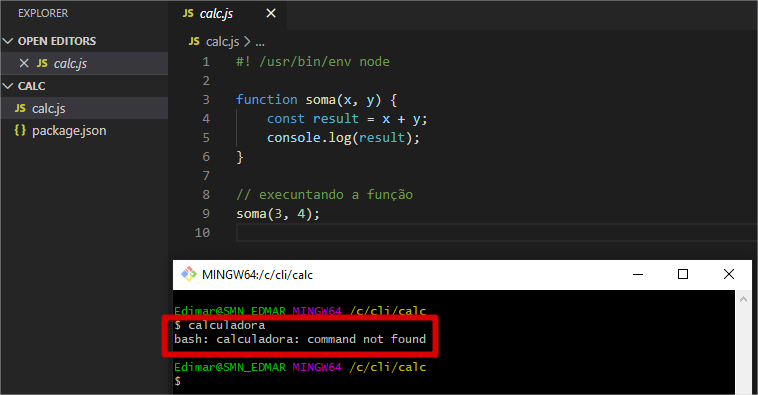 EXPLORER
OPEN EDITORS
JS calc.js
CALC
JS calc.js
{ } package.json
JS calc.js
JS calc.js > ...
1 #! /usr/bin/env node
2
3 function soma(x, y) {
4 const result = x + y;
5 console.log(result);
6 }
7
8 // execuntando a função
9 soma(3, 4);
10
MINGW64:/c/cli/calc
Edimar@SMN_EDMAR MINGW64 /c/cli/calc
$ calculadora
bash: calculadora: command not found
Edimar@SMN_EDMAR MINGW64 /c/cli/calc
$